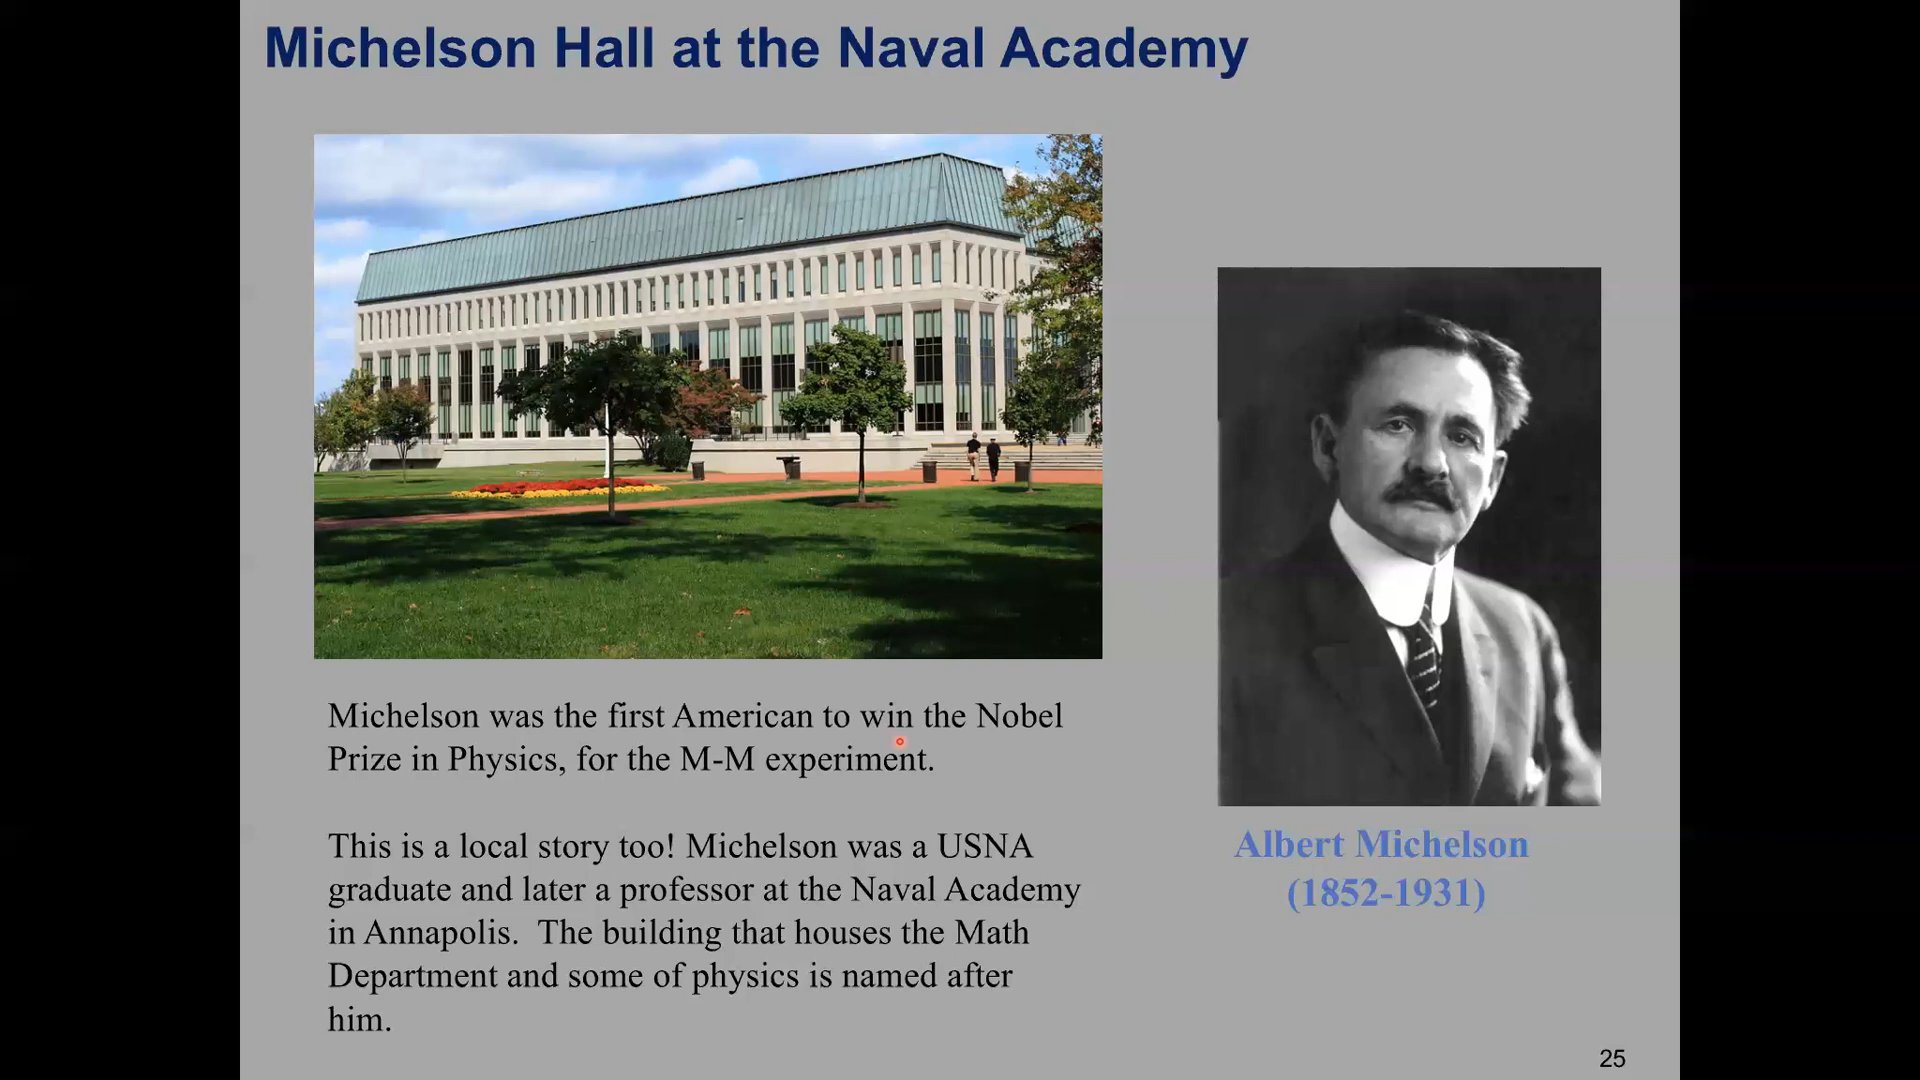 Michelson Hall at the Naval Academy
Michelson was the first American to win the Nobel
Prize in Physics, for the M-M experiment.
This is a local story too! Michelson was a USNA
graduate and later a professor at the Naval Academy
in Annapolis.  The building that houses the Math
Department and some of physics is named after
him.
Albert Michelson
(1852-1931)
25